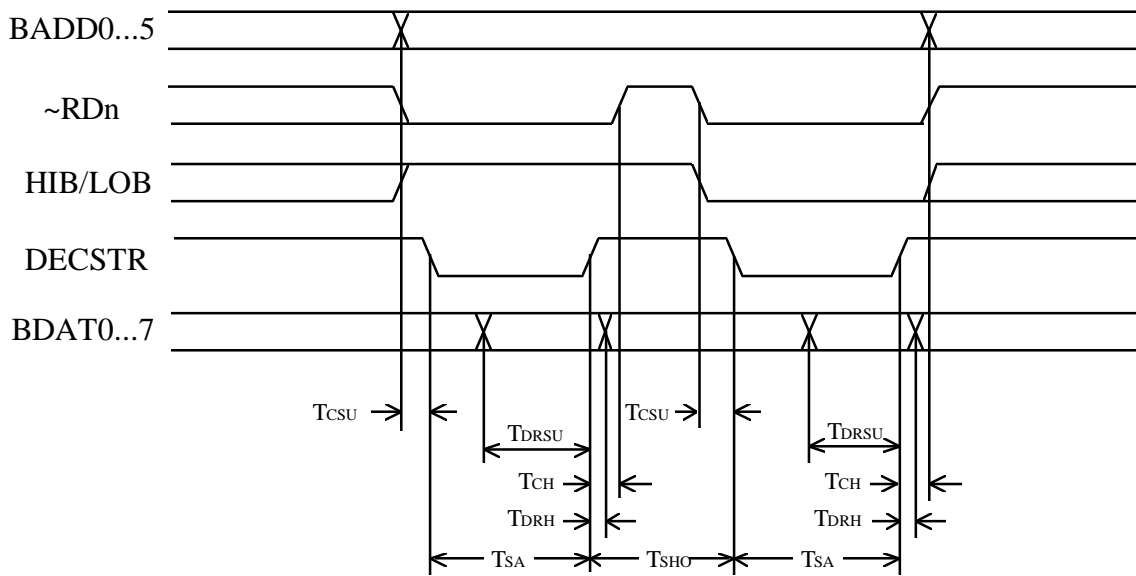 BADD0...5
~RDn
HIB/LOB
DECSTR
BDAT0...7
TCSU TCSU
TDRSU TDRSU
TCH TCH
TDRH TDRH
TSA TSHO TSA